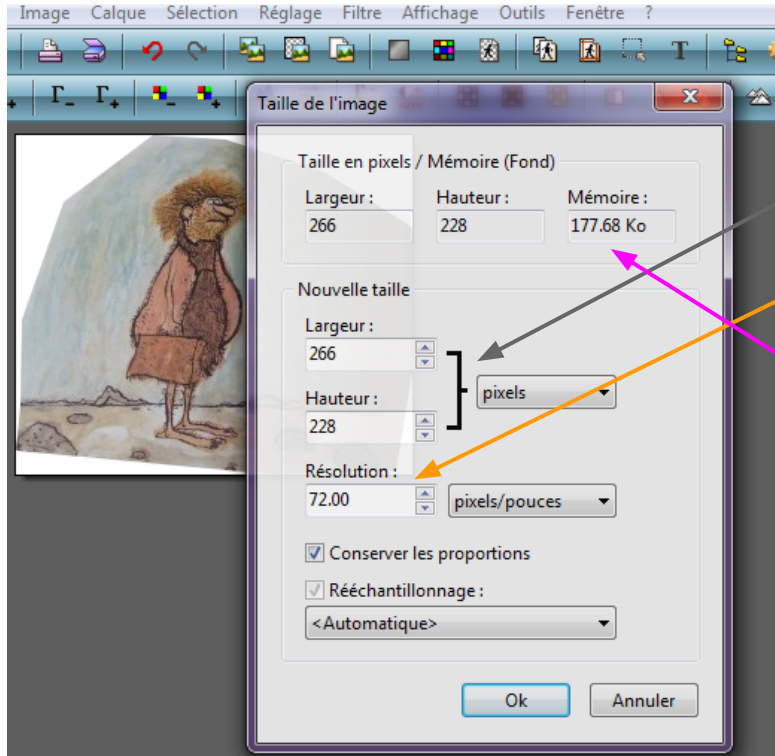 Image Calque Sélection Réglage Filtre Affichage Outils Fenêtre ?
T
Γ- Γ+
Taille de l'image
Taille en pixels / Mémoire (Fond)
Largeur : Hauteur : Mémoire :
266 228 177.68 Ko
Nouvelle taille
Largeur :
266
pixels
Hauteur :
228
Résolution :
72.00 pixels/pouces
Conserver les proportions
Rééchantillonnage :
<Automatique>
Ok Annuler